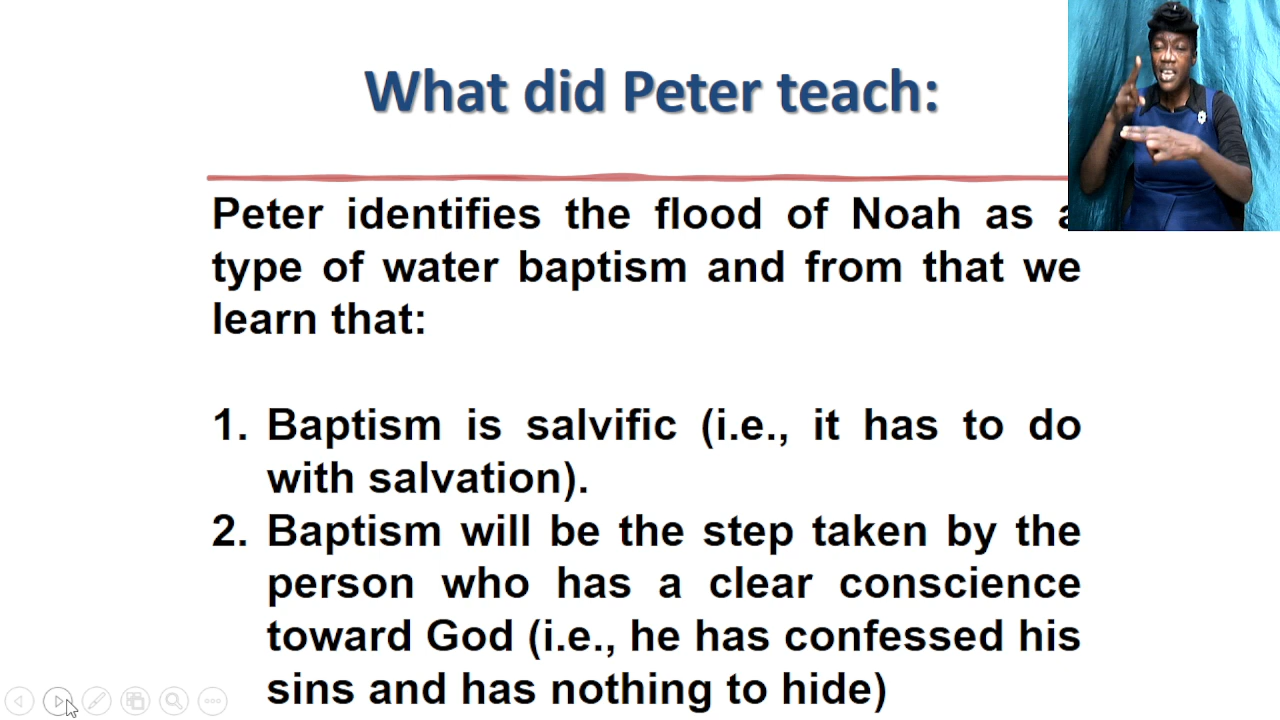 What did Peter teach:
Peter identifies the flood of Noah as a
type of water baptism and from that we
learn that:
1. Baptism is salvific (i.e., it has to do
with salvation).
2. Baptism will be the step taken by the
person who has a clear conscience
toward God (i.e., he has confessed his
sins and has nothing to hide)